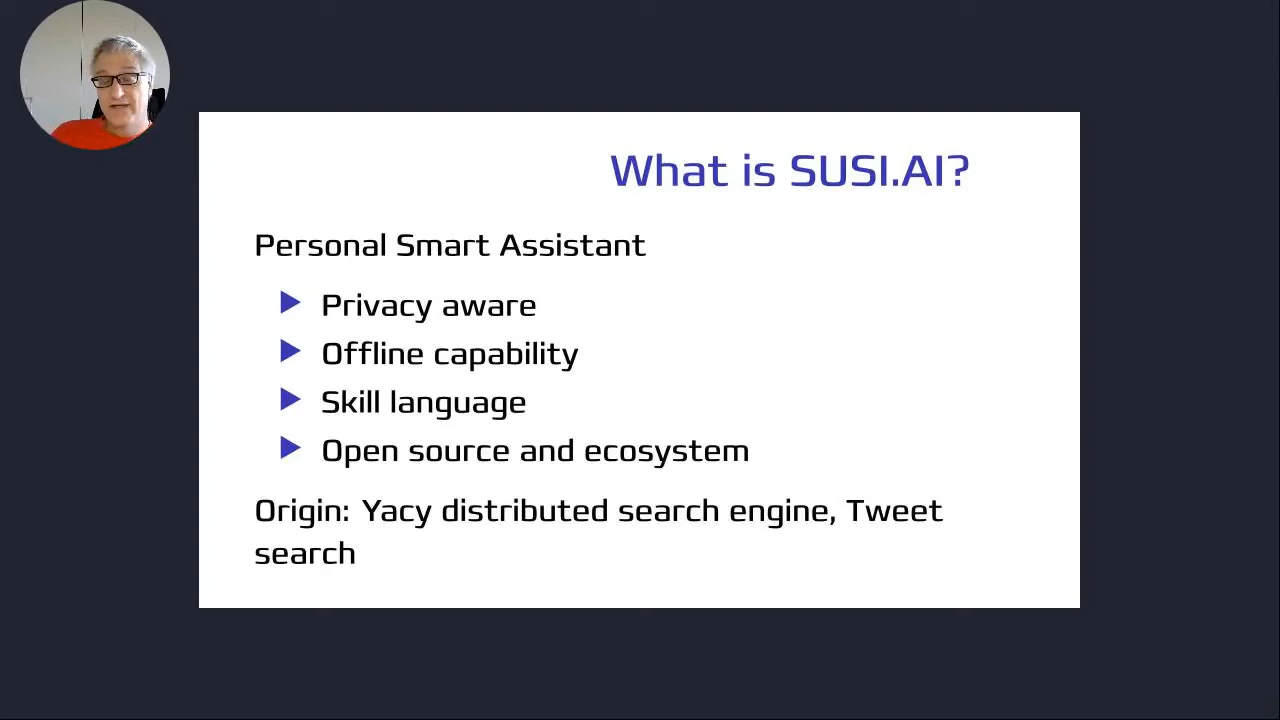 What is SUSI.AI?
Personal Smart Assistant
Privacy aware
Offline capability
Skill language
Open source and ecosystem
Origin: Yacy distributed search engine, Tweet
search